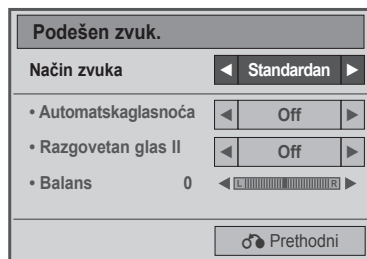 Podešen zvuk.
Način zvuka ◄ Standardan ►
• Automatskaglasnoća ◄ Off ►
• Razgovetan glas II ◄ Off ►
• Balans 0 ◄ L R ►
Prethodni